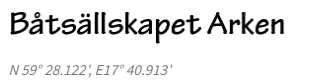 Båtsällskapet Arken
N 59° 28.122', E17° 40.913'